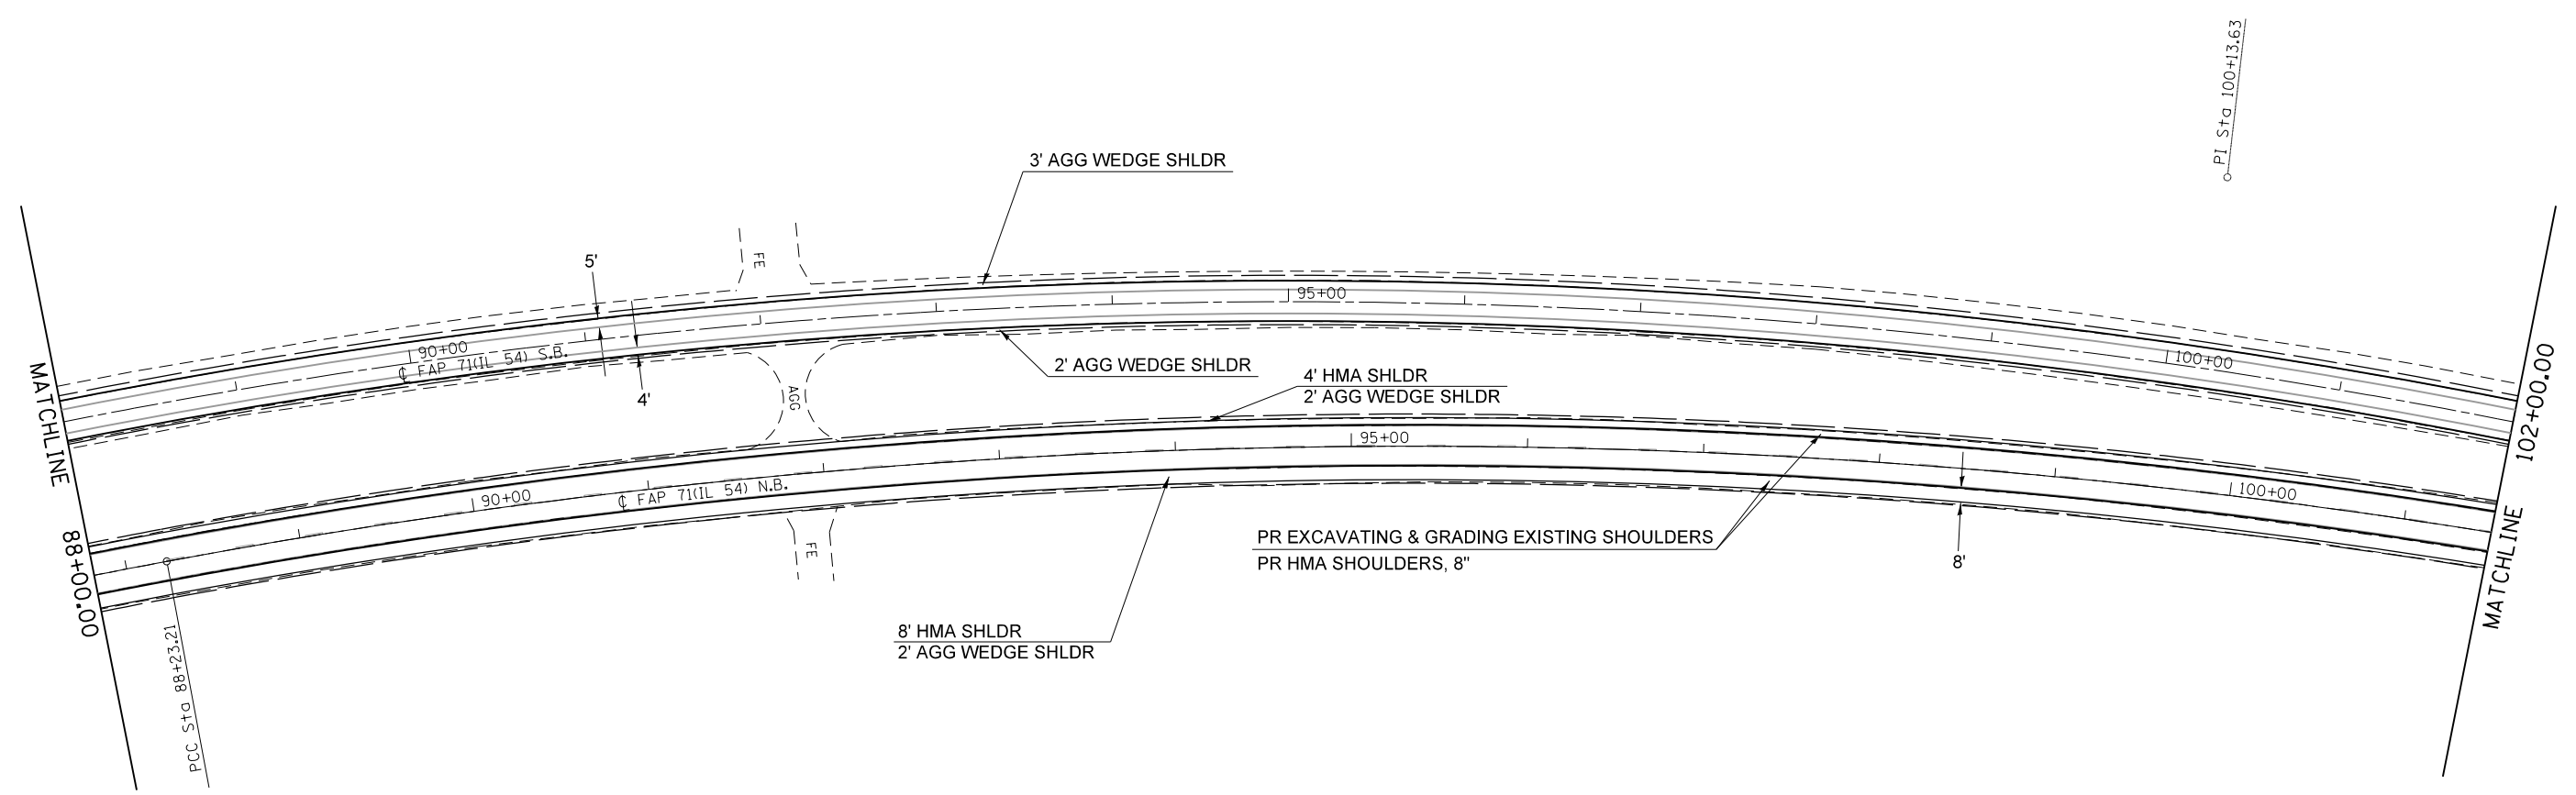 PI Sta 100+13.63
3' AGG WEDGE SHLDR
5'
FE
95+00
90+00
℄ FAP 71(IL 54) S.B.
100+00
2' AGG WEDGE SHLDR
4'
AGG
4' HMA SHLDR
2' AGG WEDGE SHLDR
MATCHLINE
88+00.00
102+00.00
MATCHLINE
95+00
90+00
℄ FAP 71(IL 54) N.B.
100+00
FE
PR EXCAVATING & GRADING EXISTING SHOULDERS
PR HMA SHOULDERS, 8"
8'
8' HMA SHLDR
2' AGG WEDGE SHLDR
PCC Sta 88+23.21